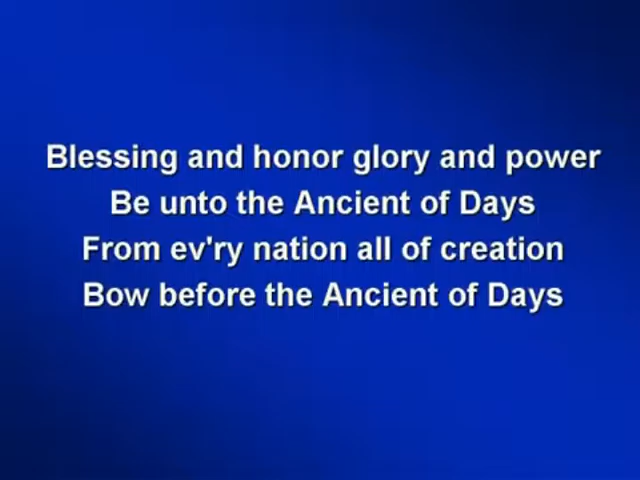 Blessing and honor glory and power
Be unto the Ancient of Days
From ev'ry nation all of creation
Bow before the Ancient of Days